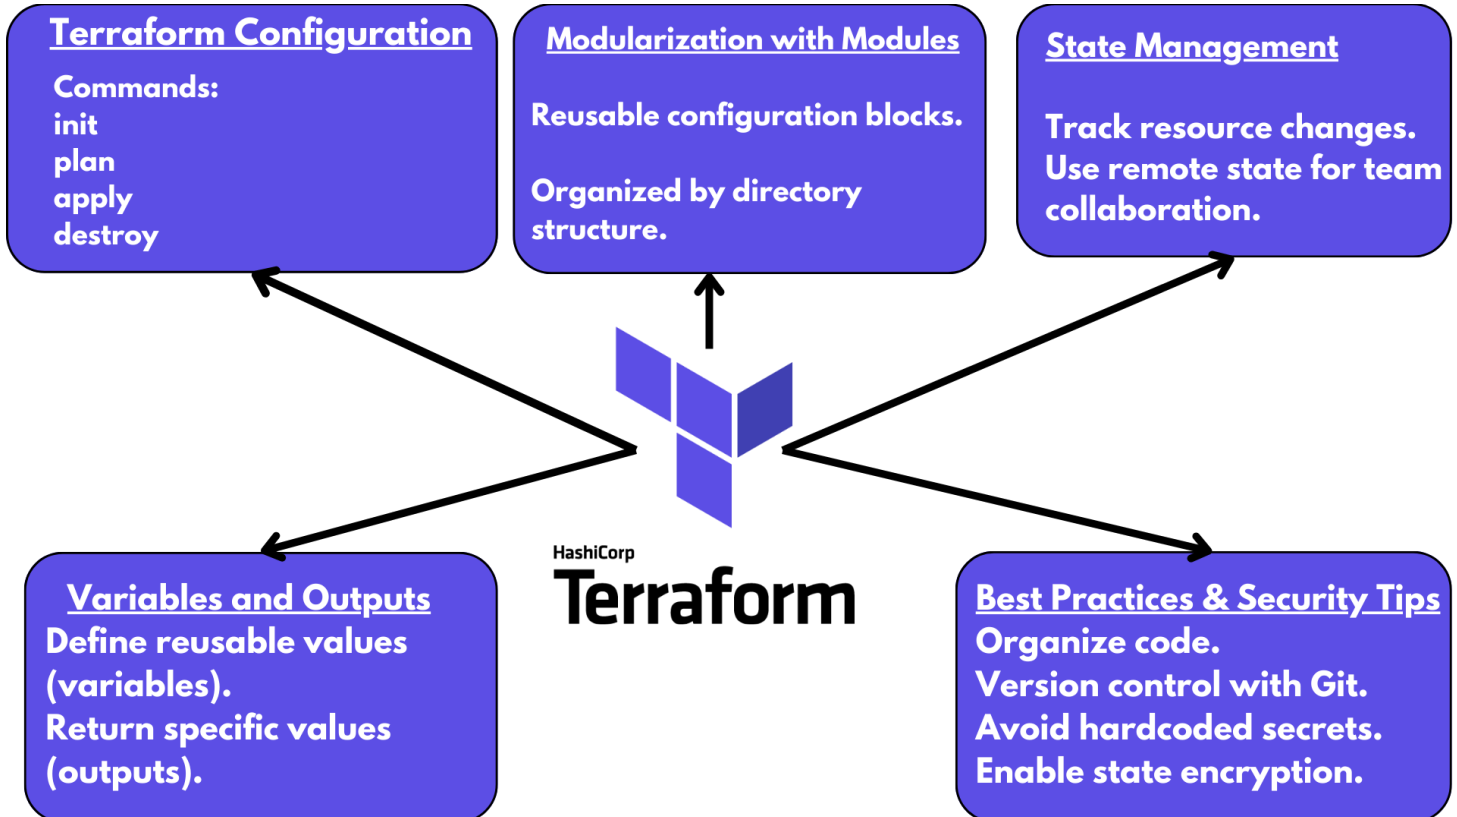 Terraform Configuration
Commands:
init
plan
apply
destroy
Modularization with Modules
Reusable configuration blocks.
Organized by directory
structure.
State Management
Track resource changes.
Use remote state for team
collaboration.
HashiCorp
Terraform
Variables and Outputs
Define reusable values
(variables).
Return specific values
(outputs).
Best Practices & Security Tips
Organize code.
Version control with Git.
Avoid hardcoded secrets.
Enable state encryption.